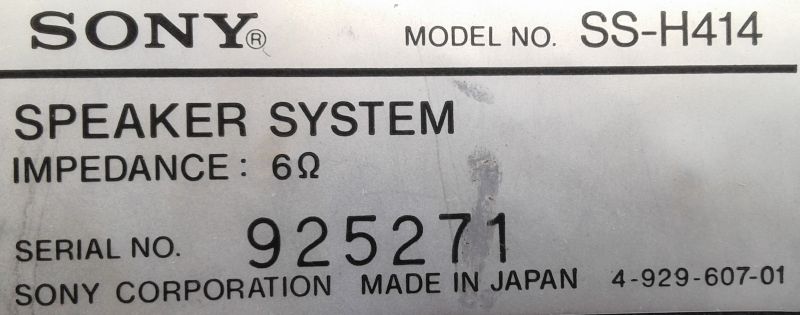 SONY® MODEL NO. SS-H414
SPEAKER SYSTEM
IMPEDANCE: 6Ω
SERIAL NO. 925271
SONY CORPORATION MADE IN JAPAN 4-929-607-01